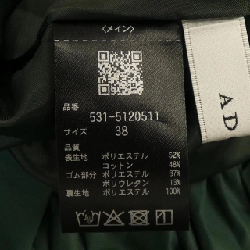 <メイン>
品番
531-5120511
サイズ 38
品質
表生地 ポリエステル 52%
コットン 48%
ゴム部分 ポリエステル 87%
ポリウレタン 13%
裏生地 ポリエステル 100%
A D